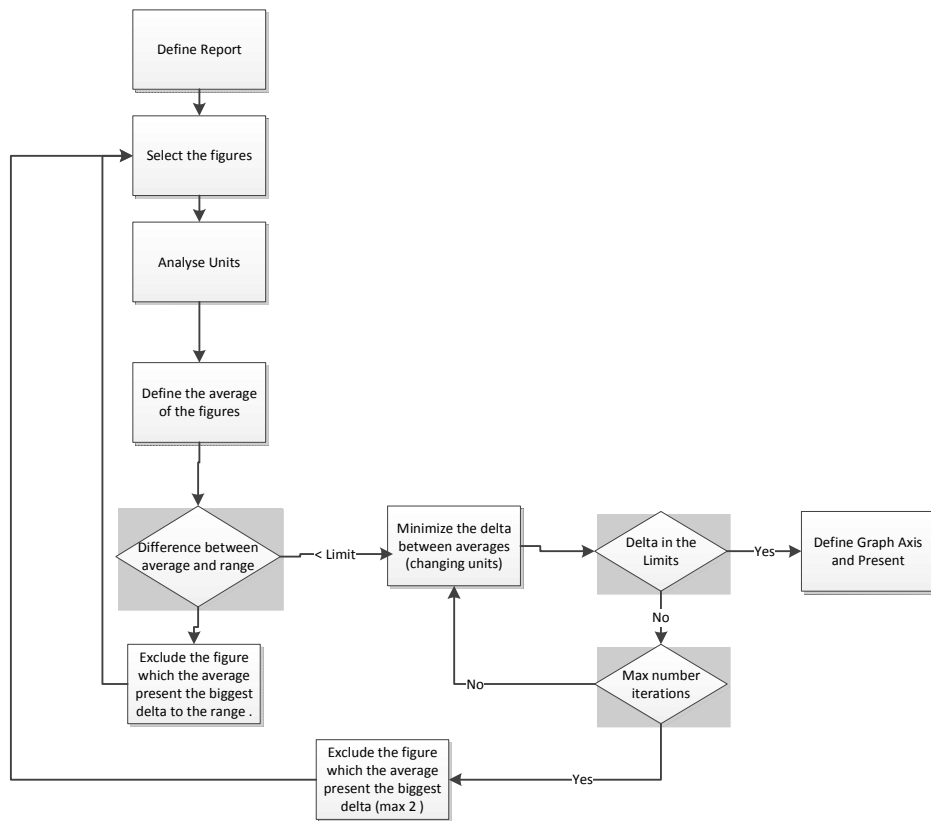 Define Report
Select the figures
Analyse Units
Define the average
of the figures
Difference between
average and range
< Limit
Minimize the delta
between averages
(changing units)
Delta in the
Limits
Yes
Define Graph Axis
and Present
No
Exclude the figure
which the average
present the biggest
delta to the range .
Max number
iterations
No
Exclude the figure
which the average
present the biggest
delta (max 2 )
Yes